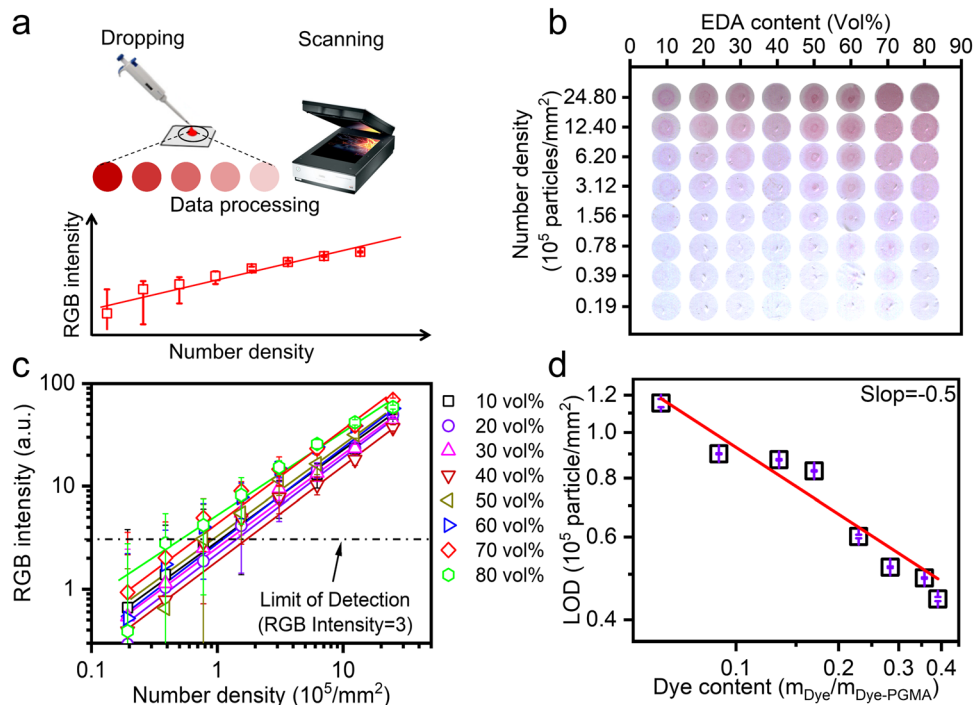 a
Dropping
Scanning
Data processing
RGB intensity
Number density
b
EDA content (Vol%)
0 10 20 30 40 50 60 70 80 90
Number density
(10⁵ particles/mm²)
24.80
12.40
6.20
3.12
1.56
0.78
0.39
0.19
c
RGB intensity (a.u.)
100
10
1
0.1
1
10
Number density (10⁵/mm²)
Limit of Detection
(RGB Intensity=3)
10 vol%
20 vol%
30 vol%
40 vol%
50 vol%
60 vol%
70 vol%
80 vol%
d
Slop=-0.5
LOD (10⁵ particle/mm²)
1.2
1.0
0.8
0.6
0.4
0.1 0.2 0.3 0.4
Dye content (m_Dye/m_Dye-PGMA)